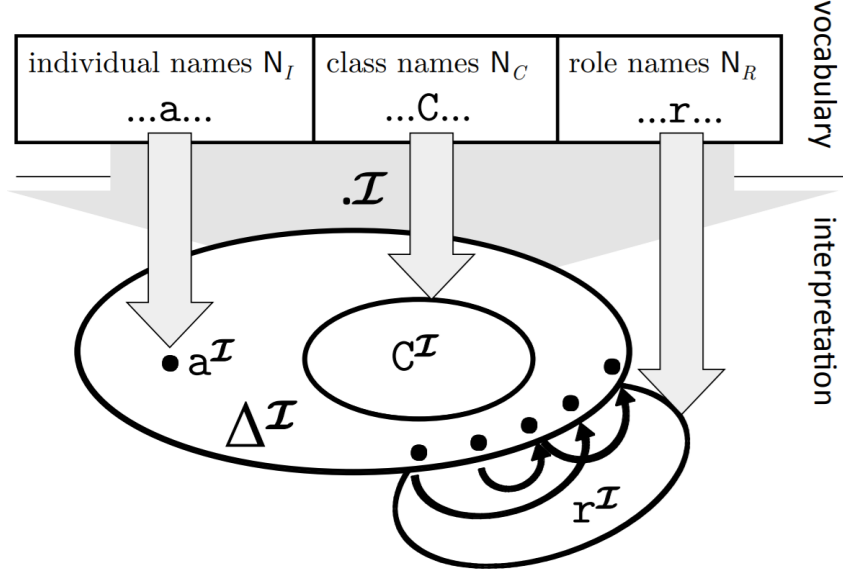 individual names N_I class names N_C role names N_R
...a... ...C... ...r...
vocabulary
.𝓘
interpretation
a^𝓘
C^𝓘
Δ^𝓘
r^𝓘